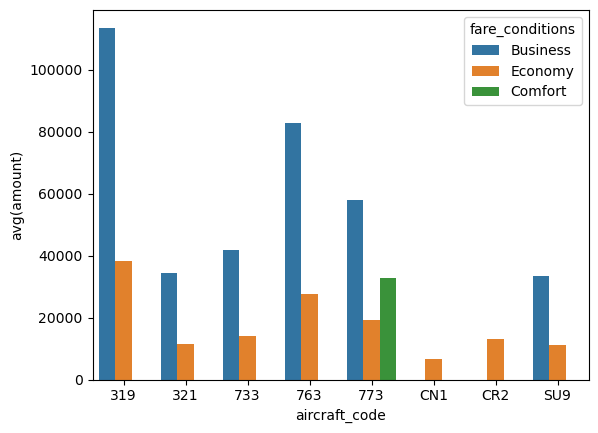 fare_conditions
Business
Economy
Comfort
100000
80000
60000
40000
20000
0
avg(amount)
319 321 733 763 773 CN1 CR2 SU9
aircraft_code